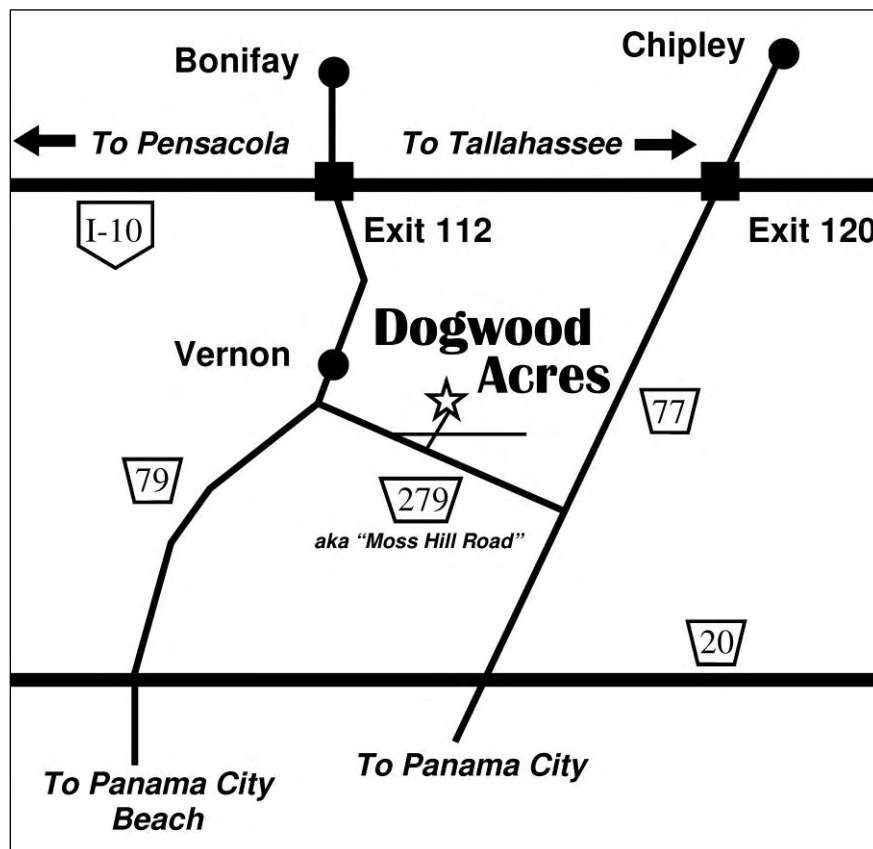 Chipley
Bonifay
To Pensacola
To Tallahassee
I-10
Exit 112
Exit 120
Dogwood
Acres
Vernon
77
79
279
aka “Moss Hill Road”
20
To Panama City
Beach
To Panama City